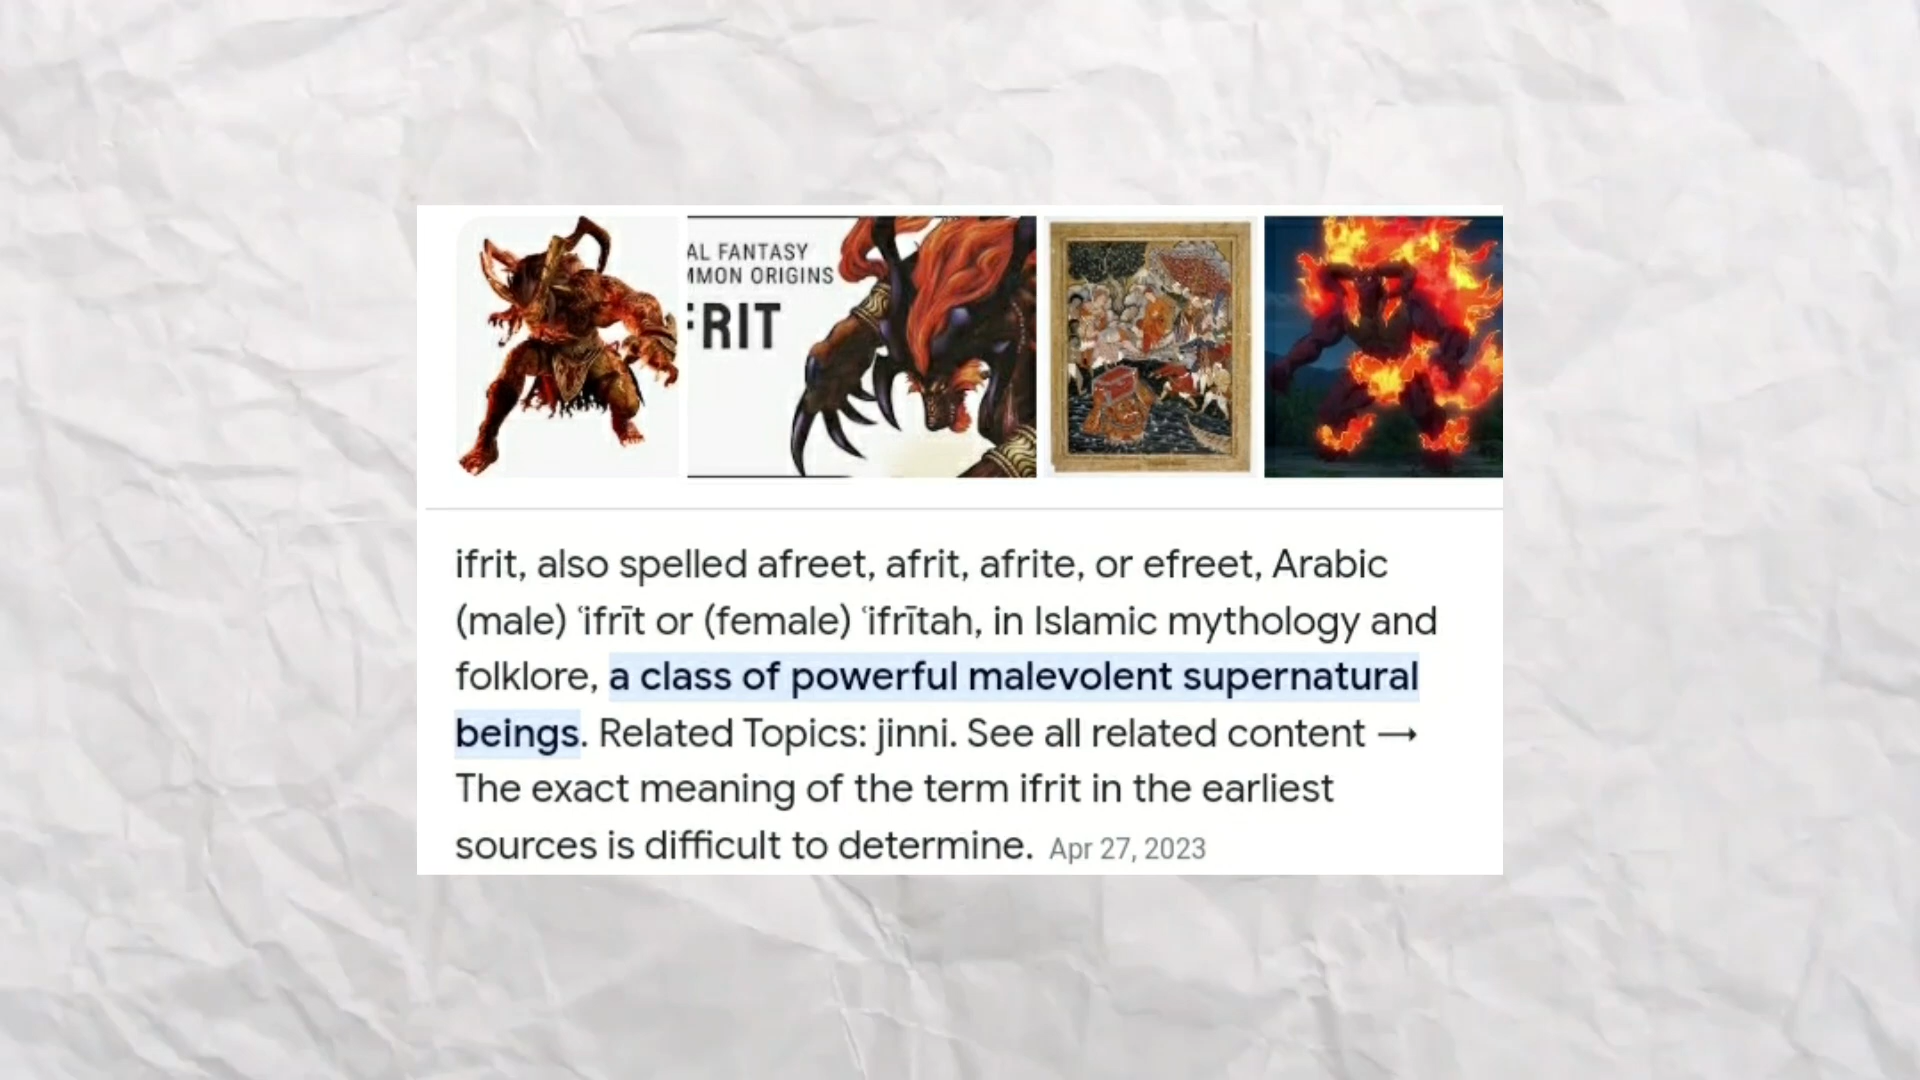 AL FANTASY
MMON ORIGINS
FRIT
ifrit, also spelled afreet, afrit, afrite, or efreet, Arabic
(male) ʿifrīt or (female) ʿifrītah, in Islamic mythology and
folklore, a class of powerful malevolent supernatural
beings. Related Topics: jinni. See all related content →
The exact meaning of the term ifrit in the earliest
sources is difficult to determine. Apr 27, 2023